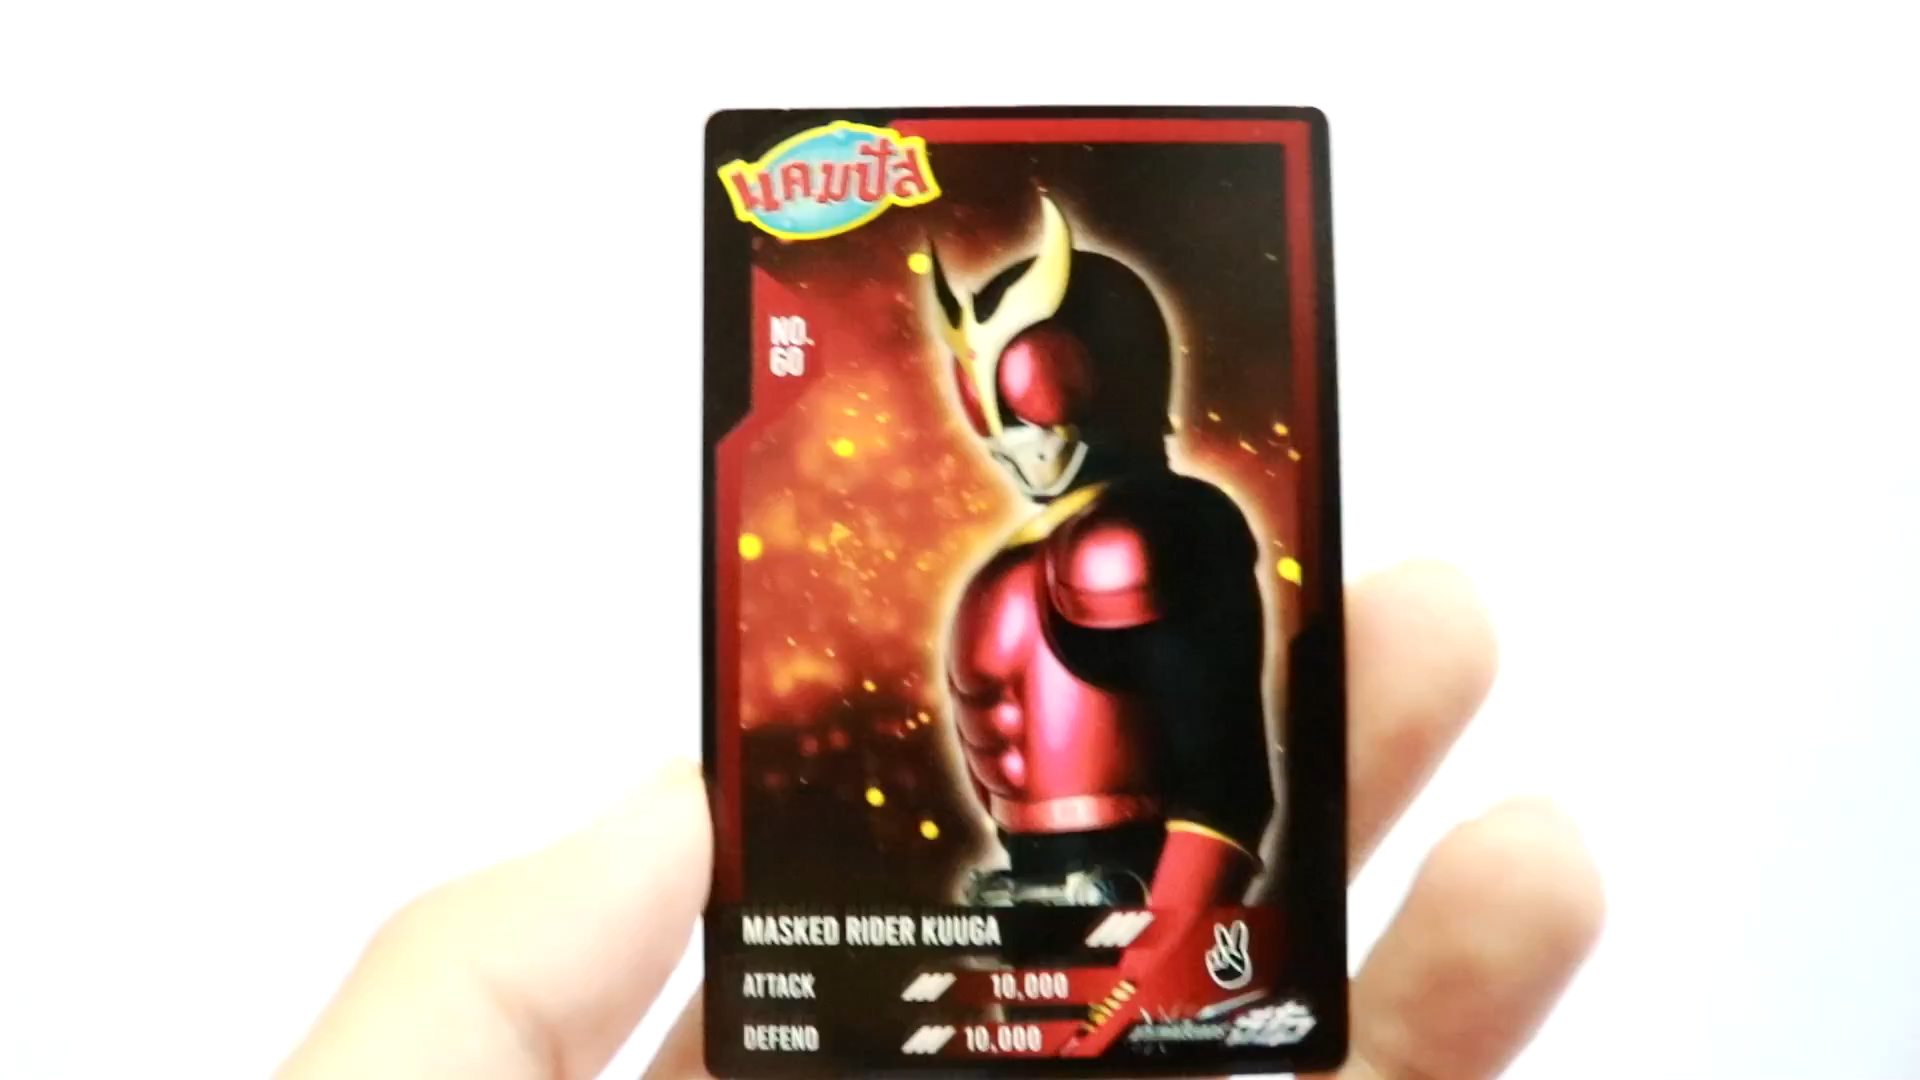 แคมปัส
NO.
60
MASKED RIDER KUUGA
ATTACK 10,000
DEFEND 10,000